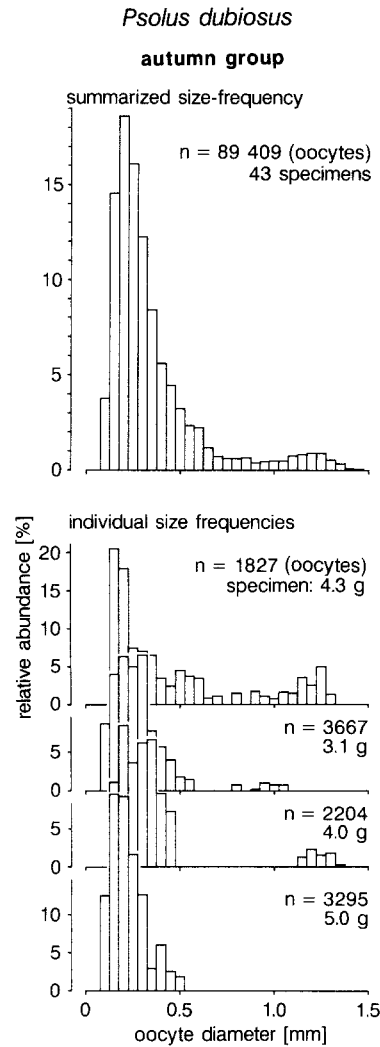 Psolus dubiosus
autumn group
summarized size-frequency
n = 89 409 (oocytes)
43 specimens
15
10
5
0
relative abundance [%]
individual size frequencies
n = 1827 (oocytes)
specimen: 4.3 g
20
15
10
5
0
n = 3667
3.1 g
5
0
n = 2204
4.0 g
5
0
n = 3295
5.0 g
10
5
0
0 0.5 1.0 1.5
oocyte diameter [mm]